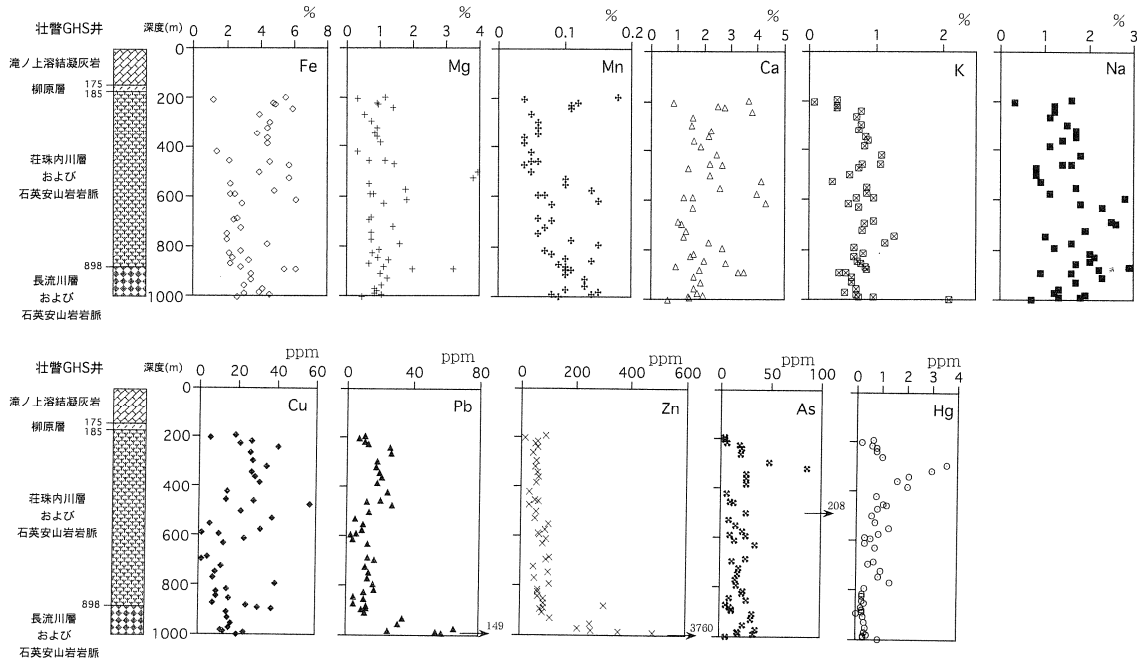 壮瞥GHS井
深度(m)
滝ノ上溶結凝灰岩
柳原層
175
185
荘珠内川層
および
石英安山岩岩脈
898
長流川層
および
石英安山岩岩脈
0
200
400
600
800
1000
%
0 2 4 6 8
Fe
%
0 1 2 3 4
Mg
%
0 0.1 0.2
Mn
%
0 1 2 3 4 5
Ca
%
0 1 2
K
%
0 1 2 3
Na
壮瞥GHS井
深度(m)
滝ノ上溶結凝灰岩
柳原層
175
185
荘珠内川層
および
石英安山岩岩脈
898
長流川層
および
石英安山岩岩脈
0
200
400
600
800
1000
ppm
0 20 40 60
Cu
ppm
0 20 40 60 80
Pb
149
ppm
0 200 400 600
Zn
3760
ppm
0 50 100
As
208
ppm
0 1 2 3 4
Hg